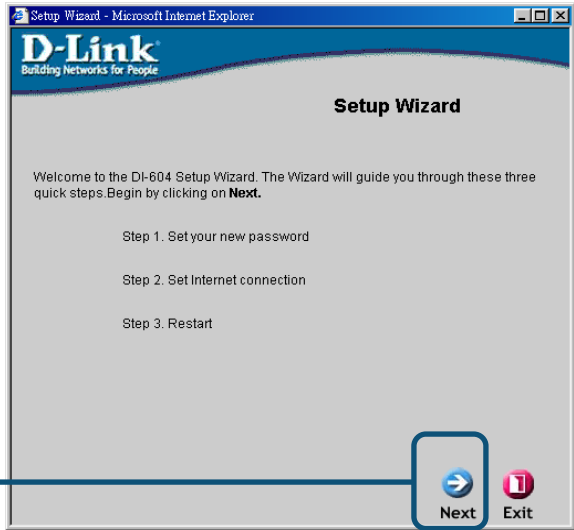 Setup Wizard - Microsoft Internet Explorer
D-Link
Building Networks for People
Setup Wizard
Welcome to the DI-604 Setup Wizard. The Wizard will guide you through these three
quick steps.Begin by clicking on Next.
Step 1. Set your new password
Step 2. Set Internet connection
Step 3. Restart
Next Exit